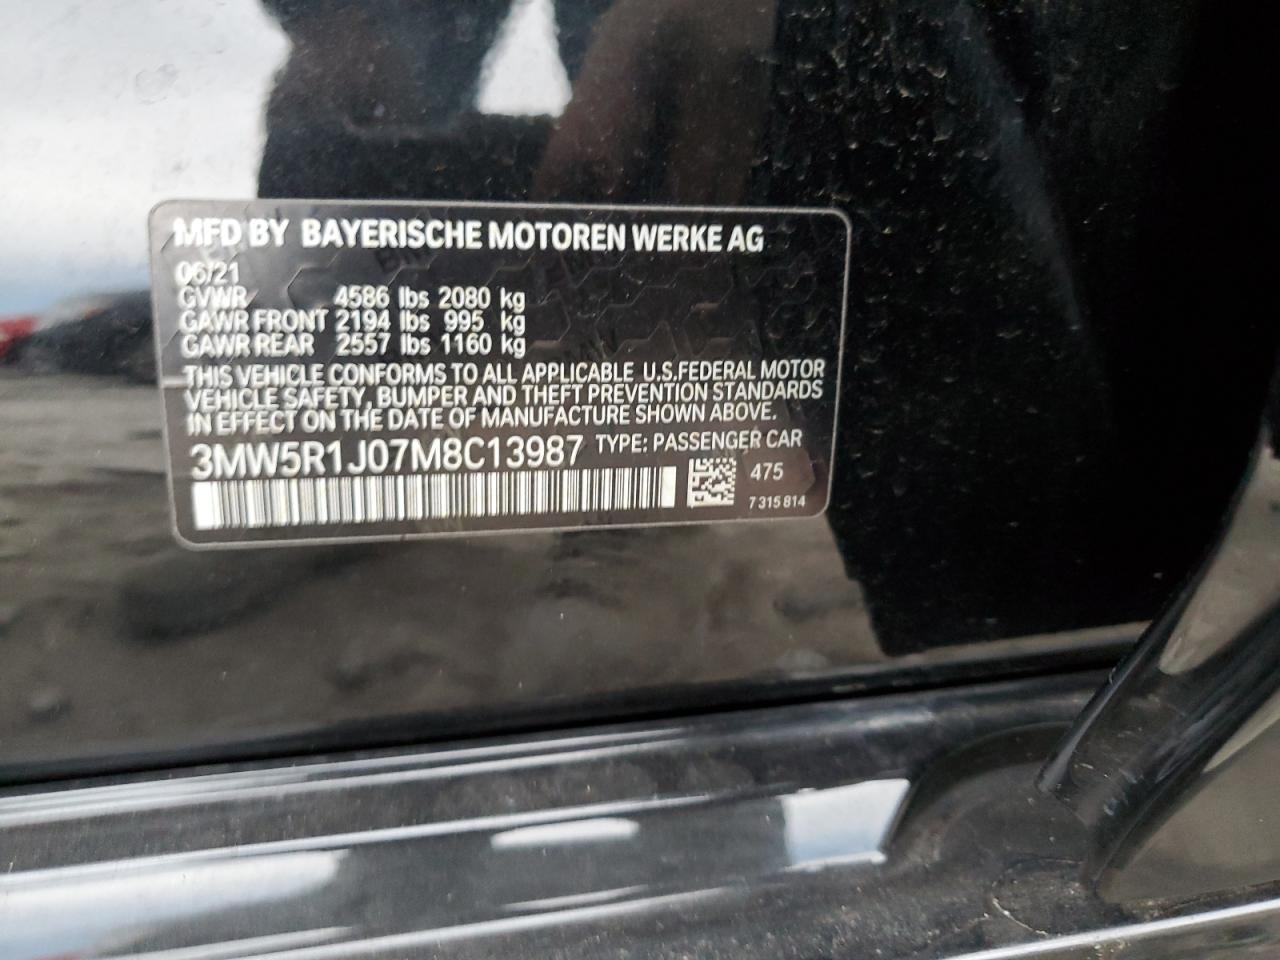 MFD BY BAYERISCHE MOTOREN WERKE AG
06/21
GVWR 4586 lbs 2080 kg
GAWR FRONT 2194 lbs 995 kg
GAWR REAR 2557 lbs 1160 kg
THIS VEHICLE CONFORMS TO ALL APPLICABLE U.S.FEDERAL MOTOR
VEHICLE SAFETY, BUMPER AND THEFT PREVENTION STANDARDS
IN EFFECT ON THE DATE OF MANUFACTURE SHOWN ABOVE.
3MW5R1J07M8C13987 TYPE: PASSENGER CAR
475
7 315 814